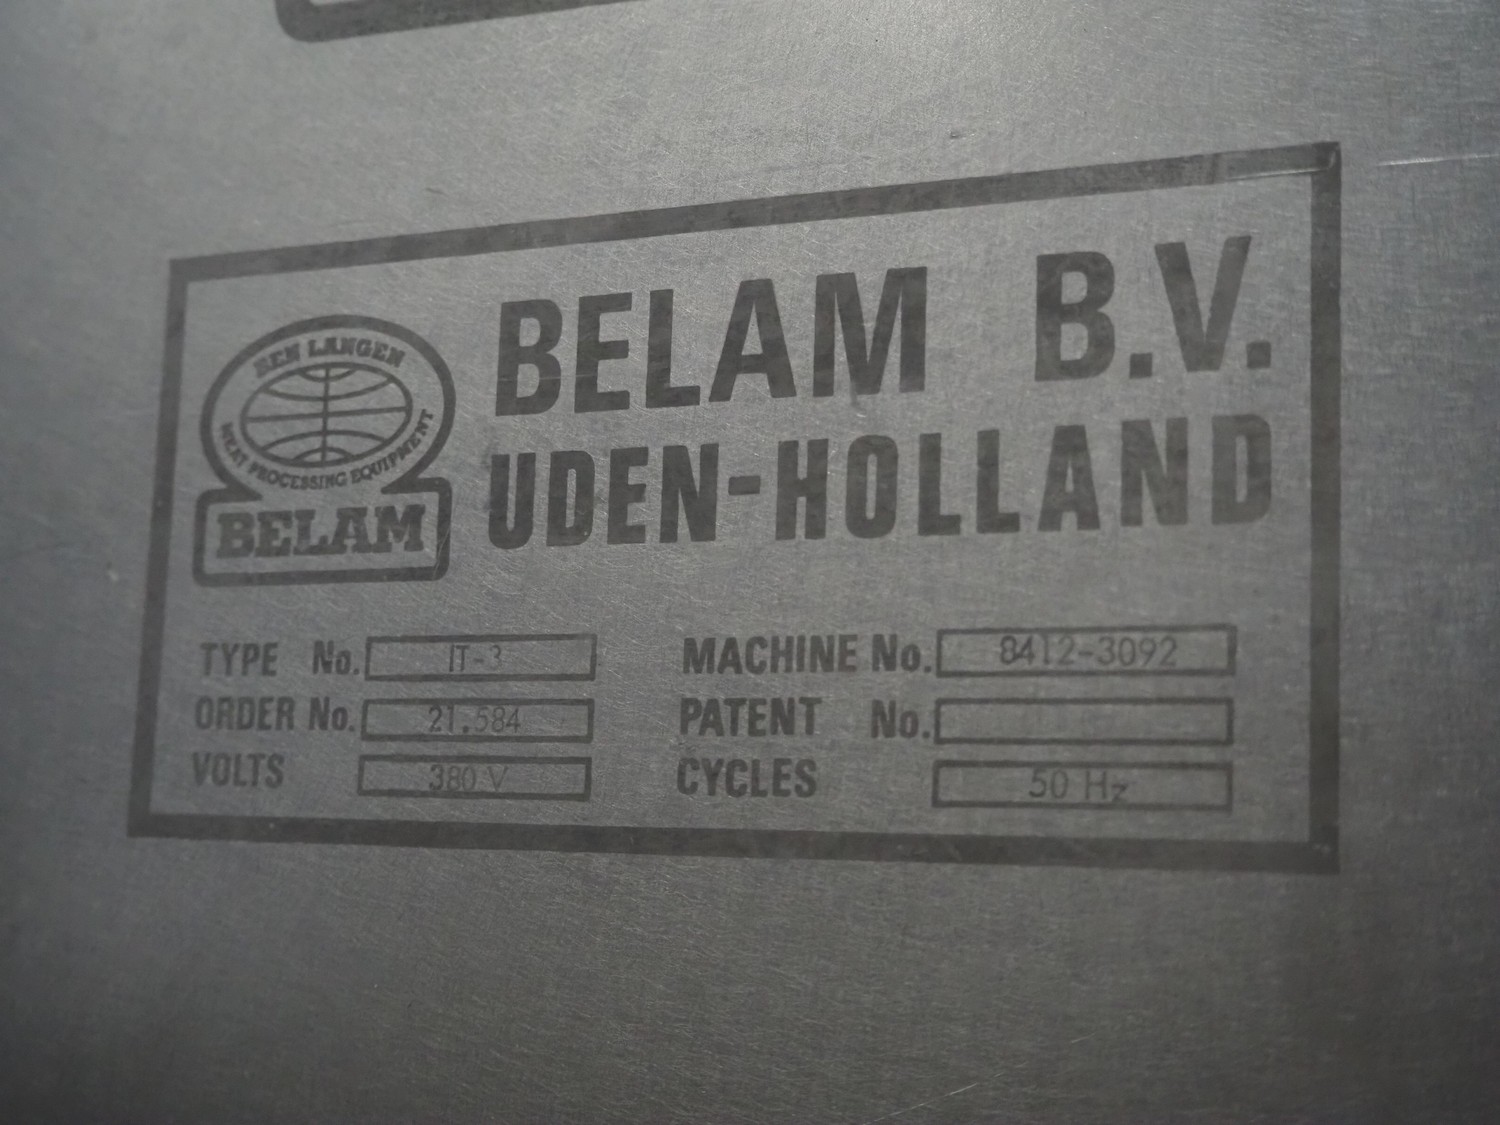 BEN LANGEN
MEAT PROCESSING EQUIPMENT
BELAM
BELAM B.V.
UDEN-HOLLAND
TYPE No. IT-3 MACHINE No. 8412-3092
ORDER No. 21.584 PATENT No.
VOLTS 380 V CYCLES 50 Hz